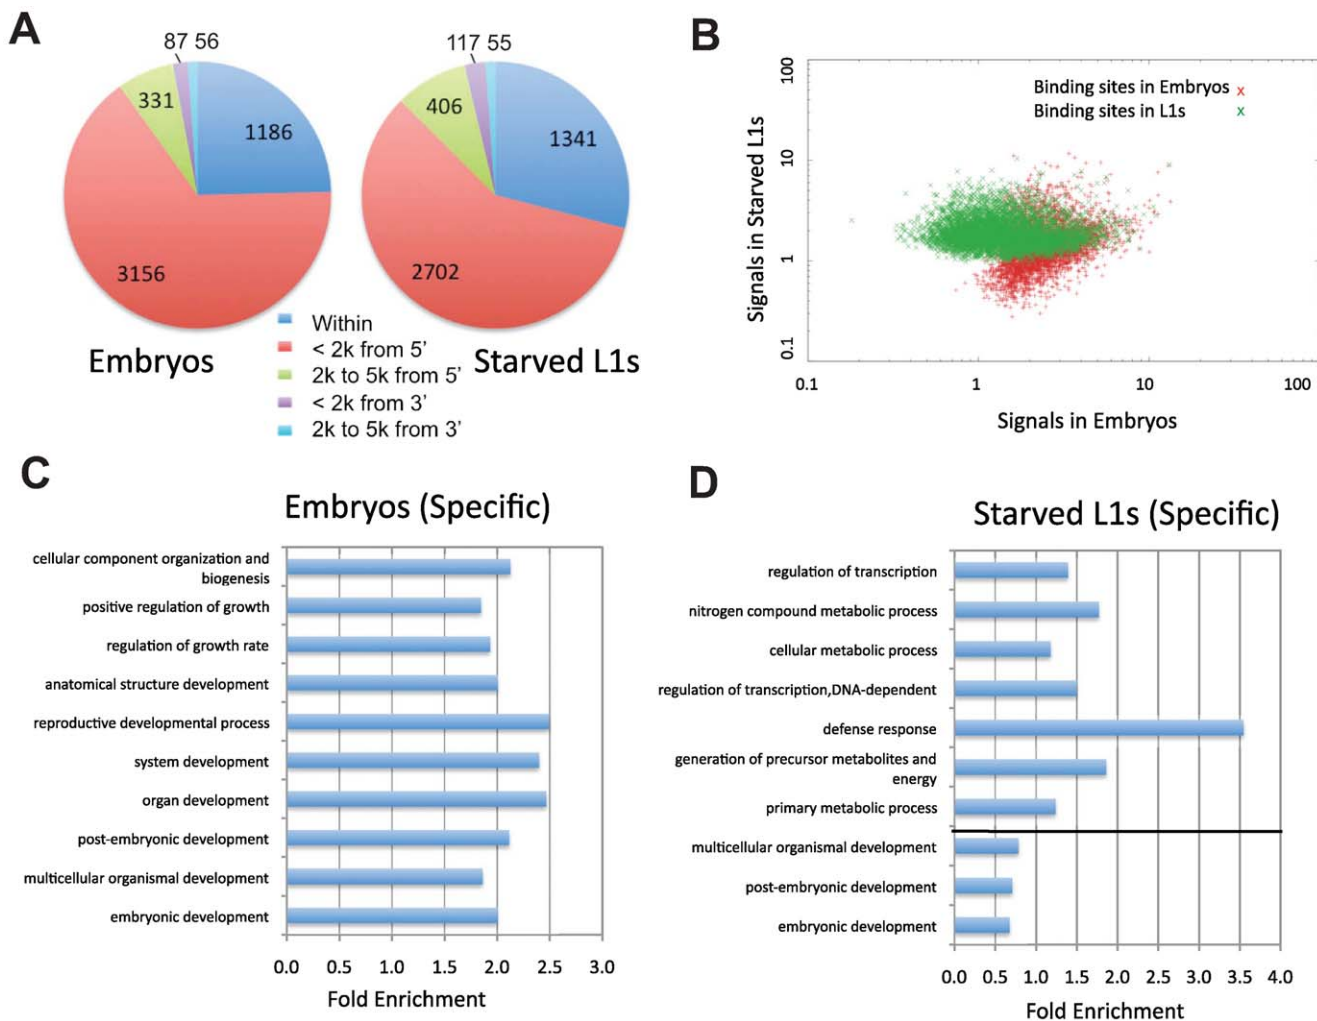 A
87 56
331
1186
3156
Embryos
117 55
406
1341
2702
Starved L1s
Within
< 2k from 5’
2k to 5k from 5’
< 2k from 3’
2k to 5k from 3’
B
Binding sites in Embryos x
Binding sites in L1s x
Signals in Starved L1s
100
10
1
0.1
0.1 1 10 100
Signals in Embryos
C
Embryos (Specific)
cellular component organization and
biogenesis
positive regulation of growth
regulation of growth rate
anatomical structure development
reproductive developmental process
system development
organ development
post-embryonic development
multicellular organismal development
embryonic development
0.0 0.5 1.0 1.5 2.0 2.5 3.0
Fold Enrichment
D
Starved L1s (Specific)
regulation of transcription
nitrogen compound metabolic process
cellular metabolic process
regulation of transcription,DNA-dependent
defense response
generation of precursor metabolites and
energy
primary metabolic process
multicellular organismal development
post-embryonic development
embryonic development
0.0 0.5 1.0 1.5 2.0 2.5 3.0 3.5 4.0
Fold Enrichment